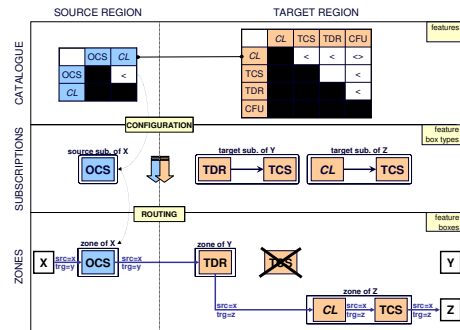 SOURCE REGION
TARGET REGION
features
CATALOGUE
OCS CL
OCS <
CL
CL TCS TDR CFU
CL < < <>
TCS <
TDR <
CFU
CONFIGURATION
SUBSCRIPTIONS
feature
box types
source sub. of X
OCS
target sub. of Y
TDR TCS
target sub. of Z
CL TCS
ROUTING
ZONES
feature
boxes
zone of X
zone of Y
X
src=x
trg=y
OCS
src=x
trg=y
TDR
TCS
Y
src=x
trg=z
zone of Z
CL
src=x
trg=z
TCS
src=x
trg=z
Z